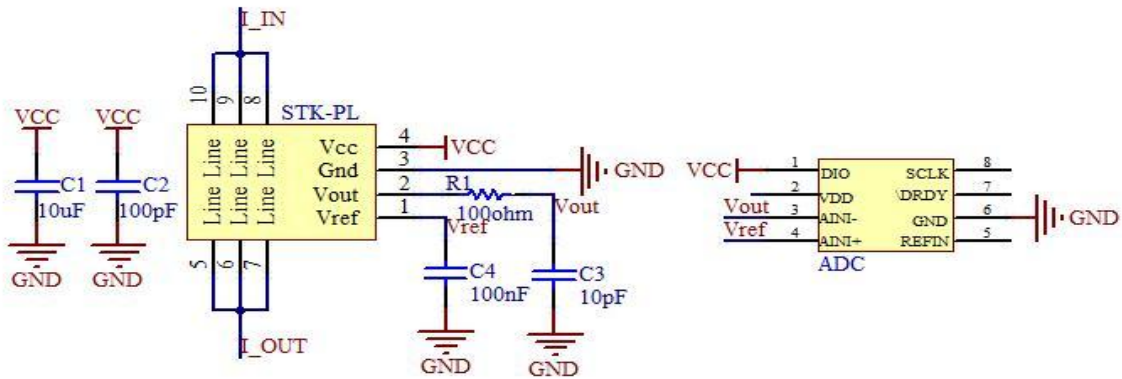 I_IN
10
9
8
VCC
VCC
C1
10uF
C2
100pF
GND
GND
STK-PL
Line Line
Line Line
Line Line
Vcc
Gnd
Vout
Vref
4
3
2
1
VCC
GND
R1
100ohm
Vout
Vref
C4
100nF
C3
10pF
GND
GND
5
6
7
I_OUT
VCC
Vout
Vref
1
2
3
4
DIO
VDD
AINI-
AINI+
SCLK
\DRDY
GND
REFIN
8
7
6
5
GND
ADC